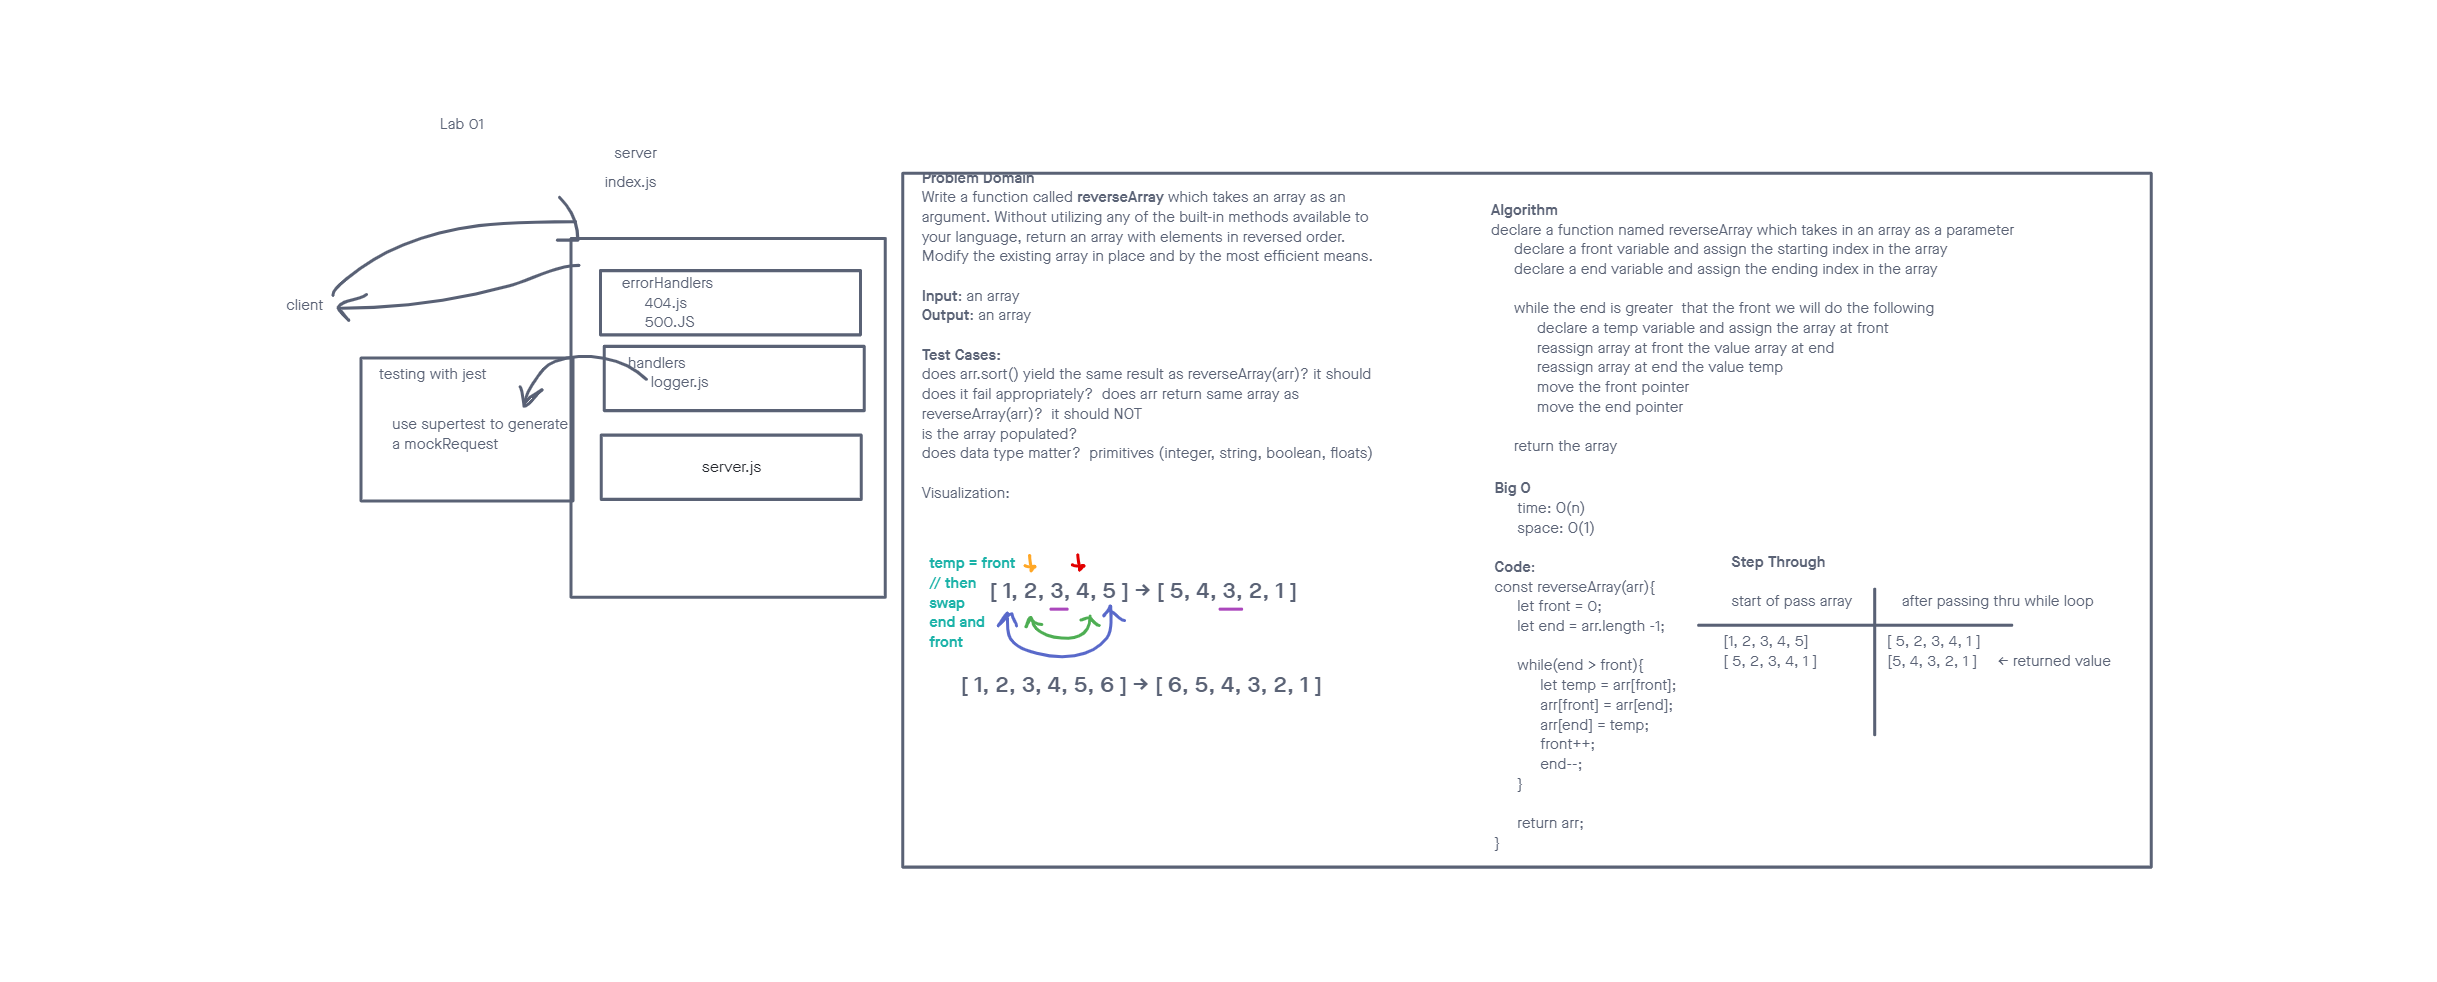 Lab 01
server
index.js
client
errorHandlers
404.js
500.JS
handlers
logger.js
testing with jest
use supertest to generate
a mockRequest
server.js
Problem Domain
Write a function called reverseArray which takes an array as an
argument. Without utilizing any of the built-in methods available to
your language, return an array with elements in reversed order.
Modify the existing array in place and by the most efficient means.
Input: an array
Output: an array
Test Cases:
does arr.sort() yield the same result as reverseArray(arr)? it should
does it fail appropriately?  does arr return same array as
reverseArray(arr)?  it should NOT
is the array populated?
does data type matter?  primitives (integer, string, boolean, floats)
Visualization:
temp = front
// then
swap
end and
front
[ 1, 2, 3, 4, 5 ] → [ 5, 4, 3, 2, 1 ]
[ 1, 2, 3, 4, 5, 6 ] → [ 6, 5, 4, 3, 2, 1 ]
Algorithm
declare a function named reverseArray which takes in an array as a parameter
declare a front variable and assign the starting index in the array
declare a end variable and assign the ending index in the array
while the end is greater  that the front we will do the following
declare a temp variable and assign the array at front
reassign array at front the value array at end
reassign array at end the value temp
move the front pointer
move the end pointer
return the array
Big O
time: O(n)
space: O(1)
Code:
const reverseArray(arr){
let front = 0;
let end = arr.length -1;
while(end > front){
let temp = arr[front];
arr[front] = arr[end];
arr[end] = temp;
front++;
end--;
}
return arr;
}
Step Through
start of pass array
after passing thru while loop
[1, 2, 3, 4, 5]
[ 5, 2, 3, 4, 1 ]
[ 5, 2, 3, 4, 1 ]
[5, 4, 3, 2, 1 ]
← returned value